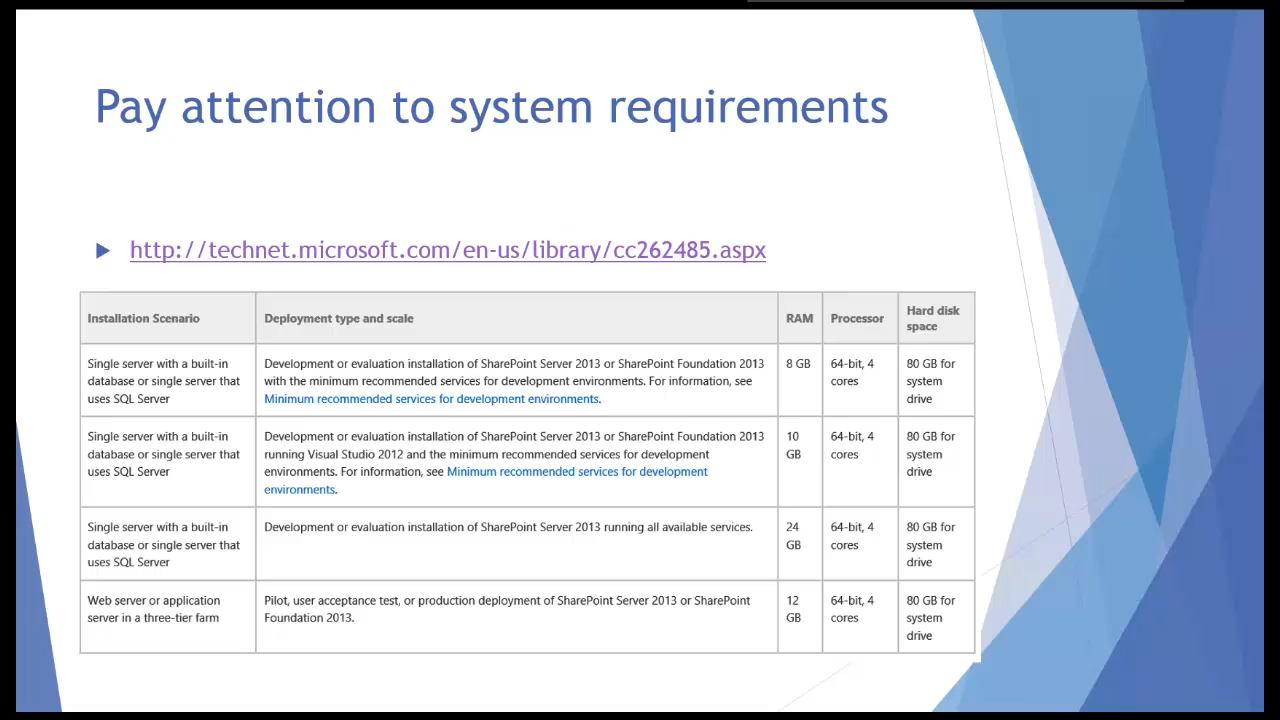 Pay attention to system requirements
http://technet.microsoft.com/en-us/library/cc262485.aspx
Installation Scenario
Deployment type and scale
RAM
Processor
Hard disk
space
Single server with a built-in
database or single server that
uses SQL Server
Development or evaluation installation of SharePoint Server 2013 or SharePoint Foundation 2013
with the minimum recommended services for development environments. For information, see
Minimum recommended services for development environments.
8 GB
64-bit, 4
cores
80 GB for
system
drive
Single server with a built-in
database or single server that
uses SQL Server
Development or evaluation installation of SharePoint Server 2013 or SharePoint Foundation 2013
running Visual Studio 2012 and the minimum recommended services for development
environments. For information, see Minimum recommended services for development
environments.
10
GB
64-bit, 4
cores
80 GB for
system
drive
Single server with a built-in
database or single server that
uses SQL Server
Development or evaluation installation of SharePoint Server 2013 running all available services.
24
GB
64-bit, 4
cores
80 GB for
system
drive
Web server or application
server in a three-tier farm
Pilot, user acceptance test, or production deployment of SharePoint Server 2013 or SharePoint
Foundation 2013.
12
GB
64-bit, 4
cores
80 GB for
system
drive